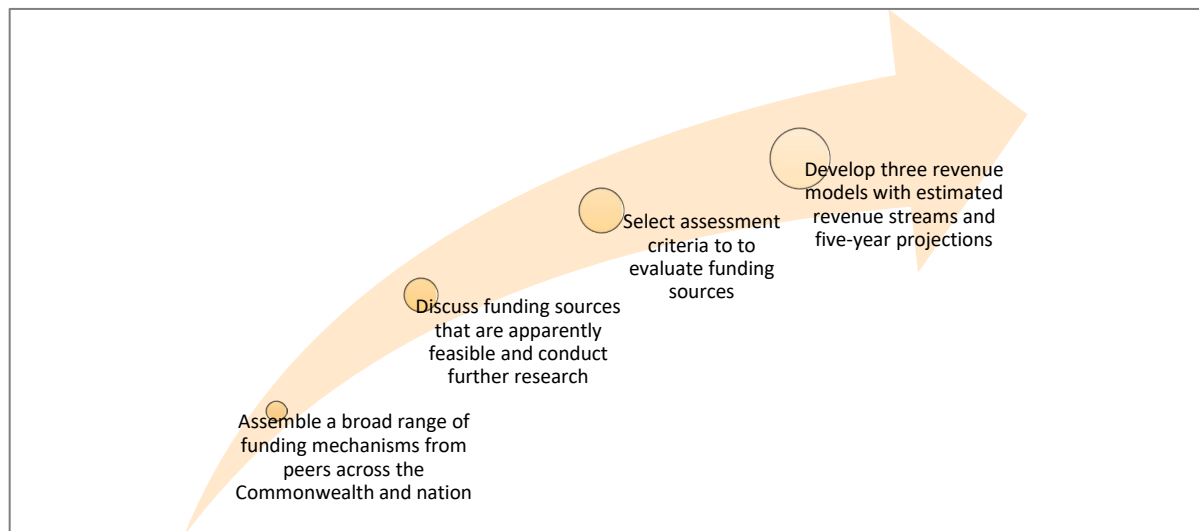 Assemble a broad range of
funding mechanisms from
peers across the
Commonwealth and nation
Discuss funding sources
that are apparently
feasible and conduct
further research
Select assessment
criteria to to
evaluate funding
sources
Develop three revenue
models with estimated
revenue streams and
five-year projections